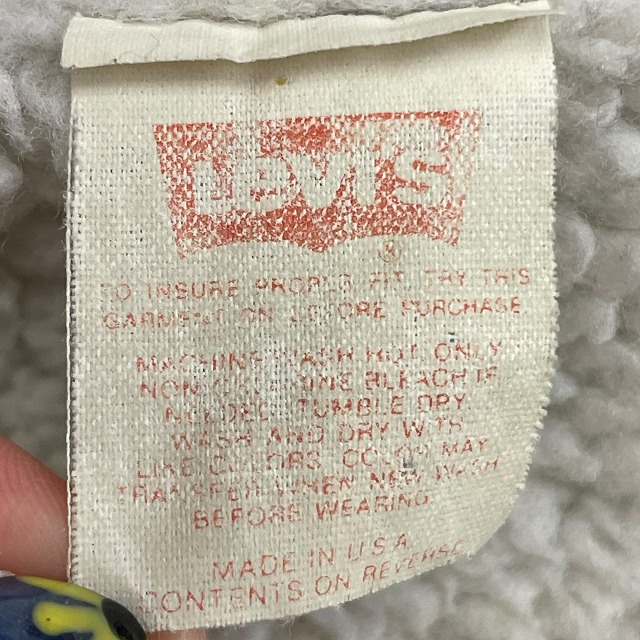 Levi's
®
TO INSURE PROPER FIT, TRY THIS
GARMENT ON BEFORE PURCHASE.
MACHINE WASH HOT. ONLY
NON-CHLORINE BLEACH IF
NEEDED. TUMBLE DRY.
WASH AND DRY WITH
LIKE COLORS. COLOR MAY
TRANSFER WHEN NEW. WASH
BEFORE WEARING.
MADE IN U.S.A.
CONTENTS ON REVERSE